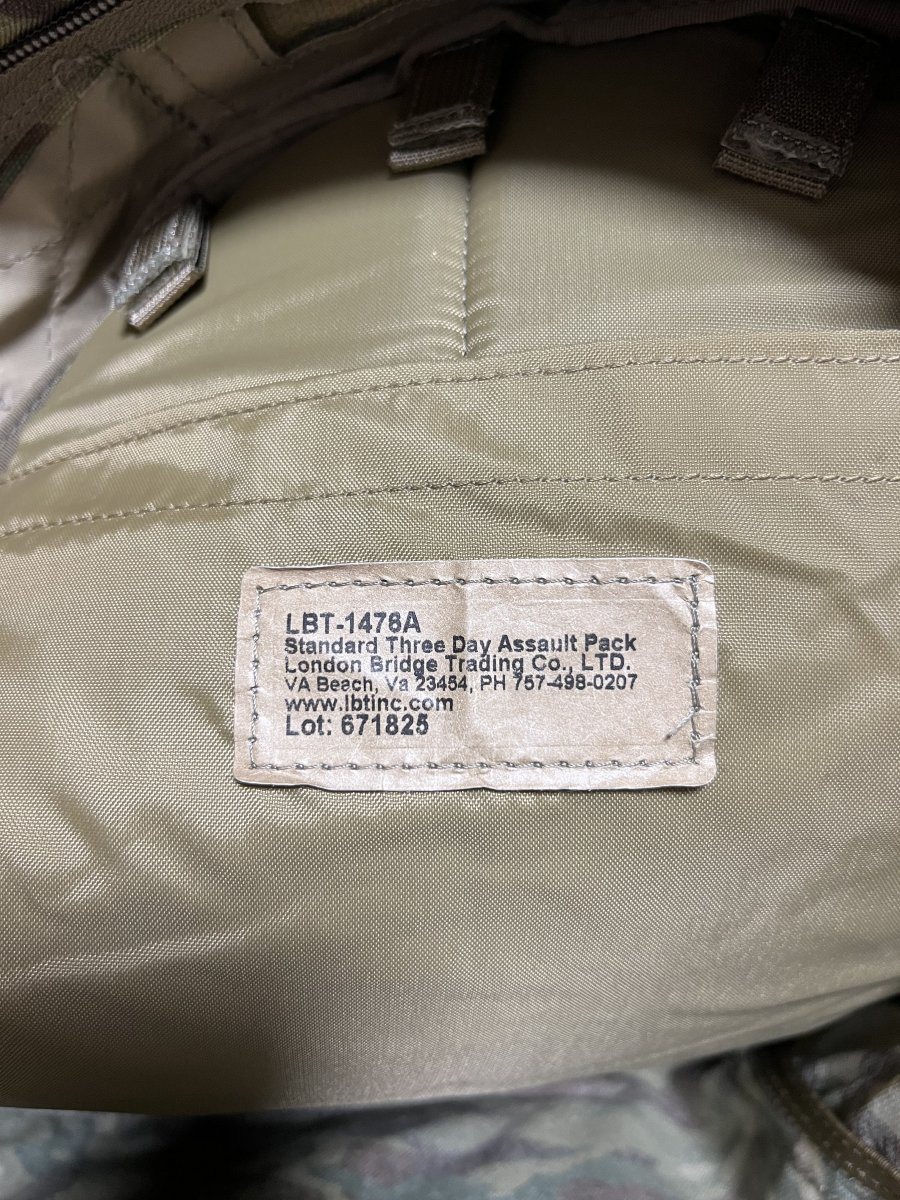 LBT-1476A
Standard Three Day Assault Pack
London Bridge Trading Co., LTD.
VA Beach, Va 23454, PH 757-498-0207
www.lbtinc.com
Lot: 671825